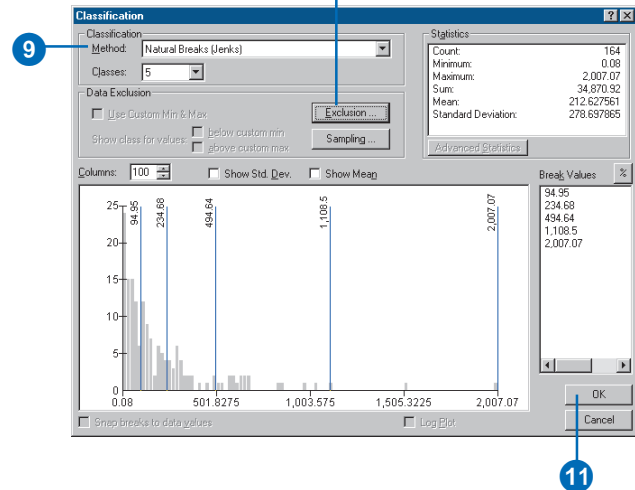 Classification
Classification
9
Method: Natural Breaks (Jenks)
Classes: 5
Data Exclusion
Use Custom Min & Max
Exclusion ...
Show class for values:
below custom min
above custom max
Sampling ...
Statistics
Count: 164
Minimum: 0.08
Maximum: 2,007.07
Sum: 34,870.92
Mean: 212.627561
Standard Deviation: 278.697865
Advanced Statistics
Columns: 100
Show Std. Dev.
Show Mean
Break Values
%
94.95
234.68
494.64
1,108.5
2,007.07
94.95
234.68
494.64
1,108.5
2,007.07
25
20
15
10
5
0
0.08
501.8275
1,003.575
1,505.3225
2,007.07
Snap breaks to data values
Log Plot
OK
Cancel
11